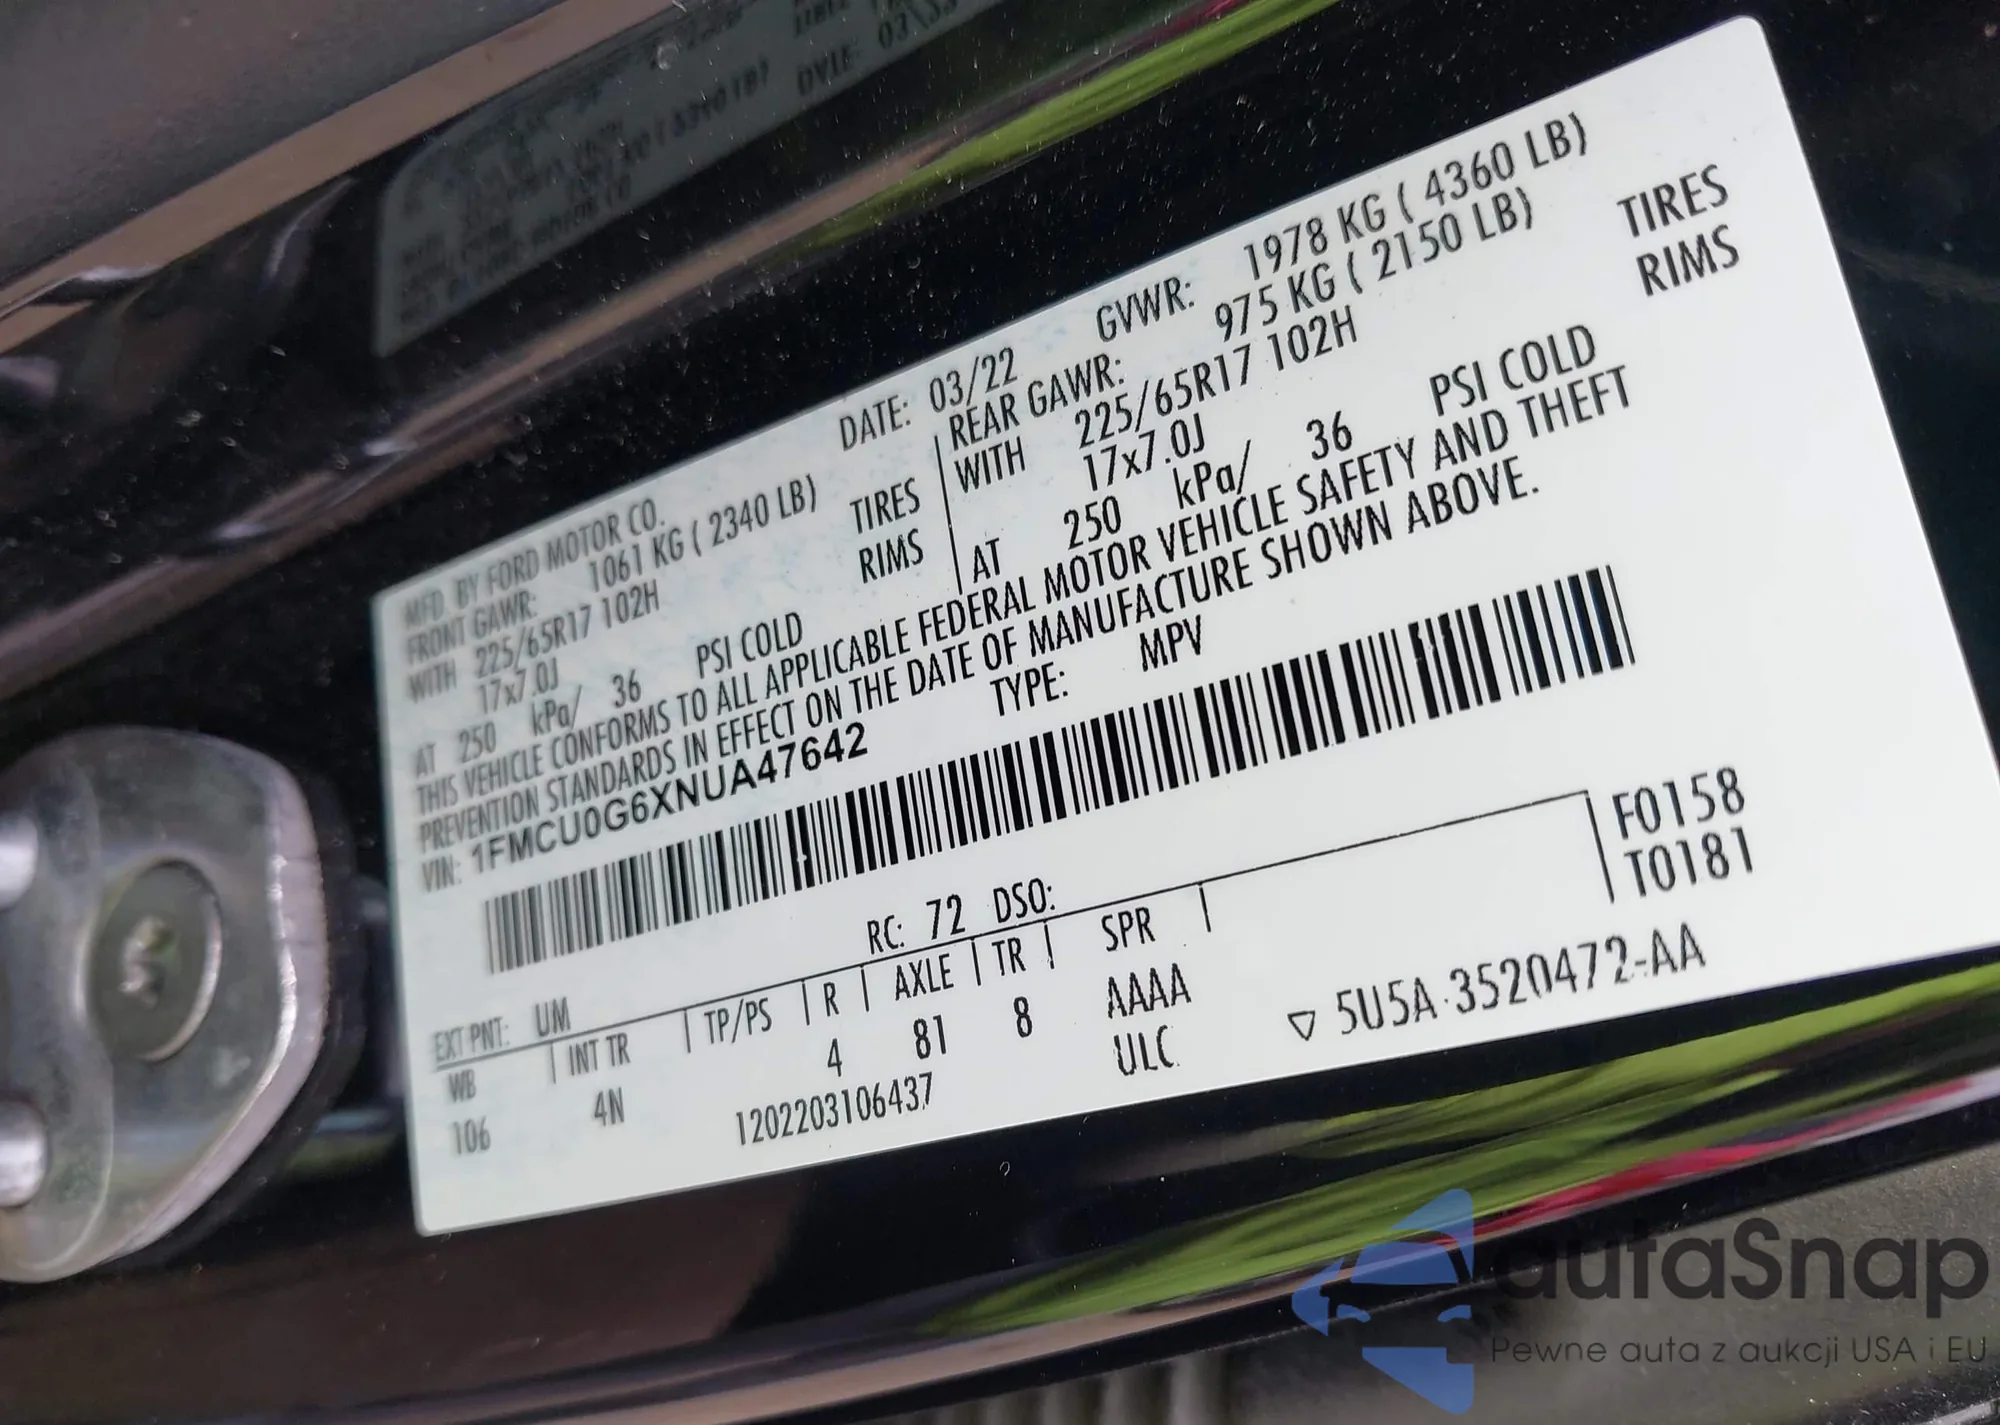 MFD. BY FORD MOTOR CO.
DATE: 03/22 GVWR: 1978 KG ( 4360 LB)
FRONT GAWR: 1061 KG ( 2340 LB)
REAR GAWR: 975 KG ( 2150 LB)
WITH 225/65R17 102H TIRES
WITH 225/65R17 102H TIRES
17x7.0J RIMS
17x7.0J RIMS
AT 250 kPa/ 36 PSI COLD
AT 250 kPa/ 36 PSI COLD
THIS VEHICLE CONFORMS TO ALL APPLICABLE FEDERAL MOTOR VEHICLE SAFETY AND THEFT
PREVENTION STANDARDS IN EFFECT ON THE DATE OF MANUFACTURE SHOWN ABOVE.
VIN: 1FMCU0G6XNUA47642
TYPE: MPV
F0158
T0181
EXT PNT: UM RC: 72 DSO:
WB INT TR TP/PS R AXLE TR SPR
106 4N 4 81 8 AAAA
1202203106437 ULC
5U5A-3520472-AA
autaSnap
Pewne auta z aukcji USA i EU